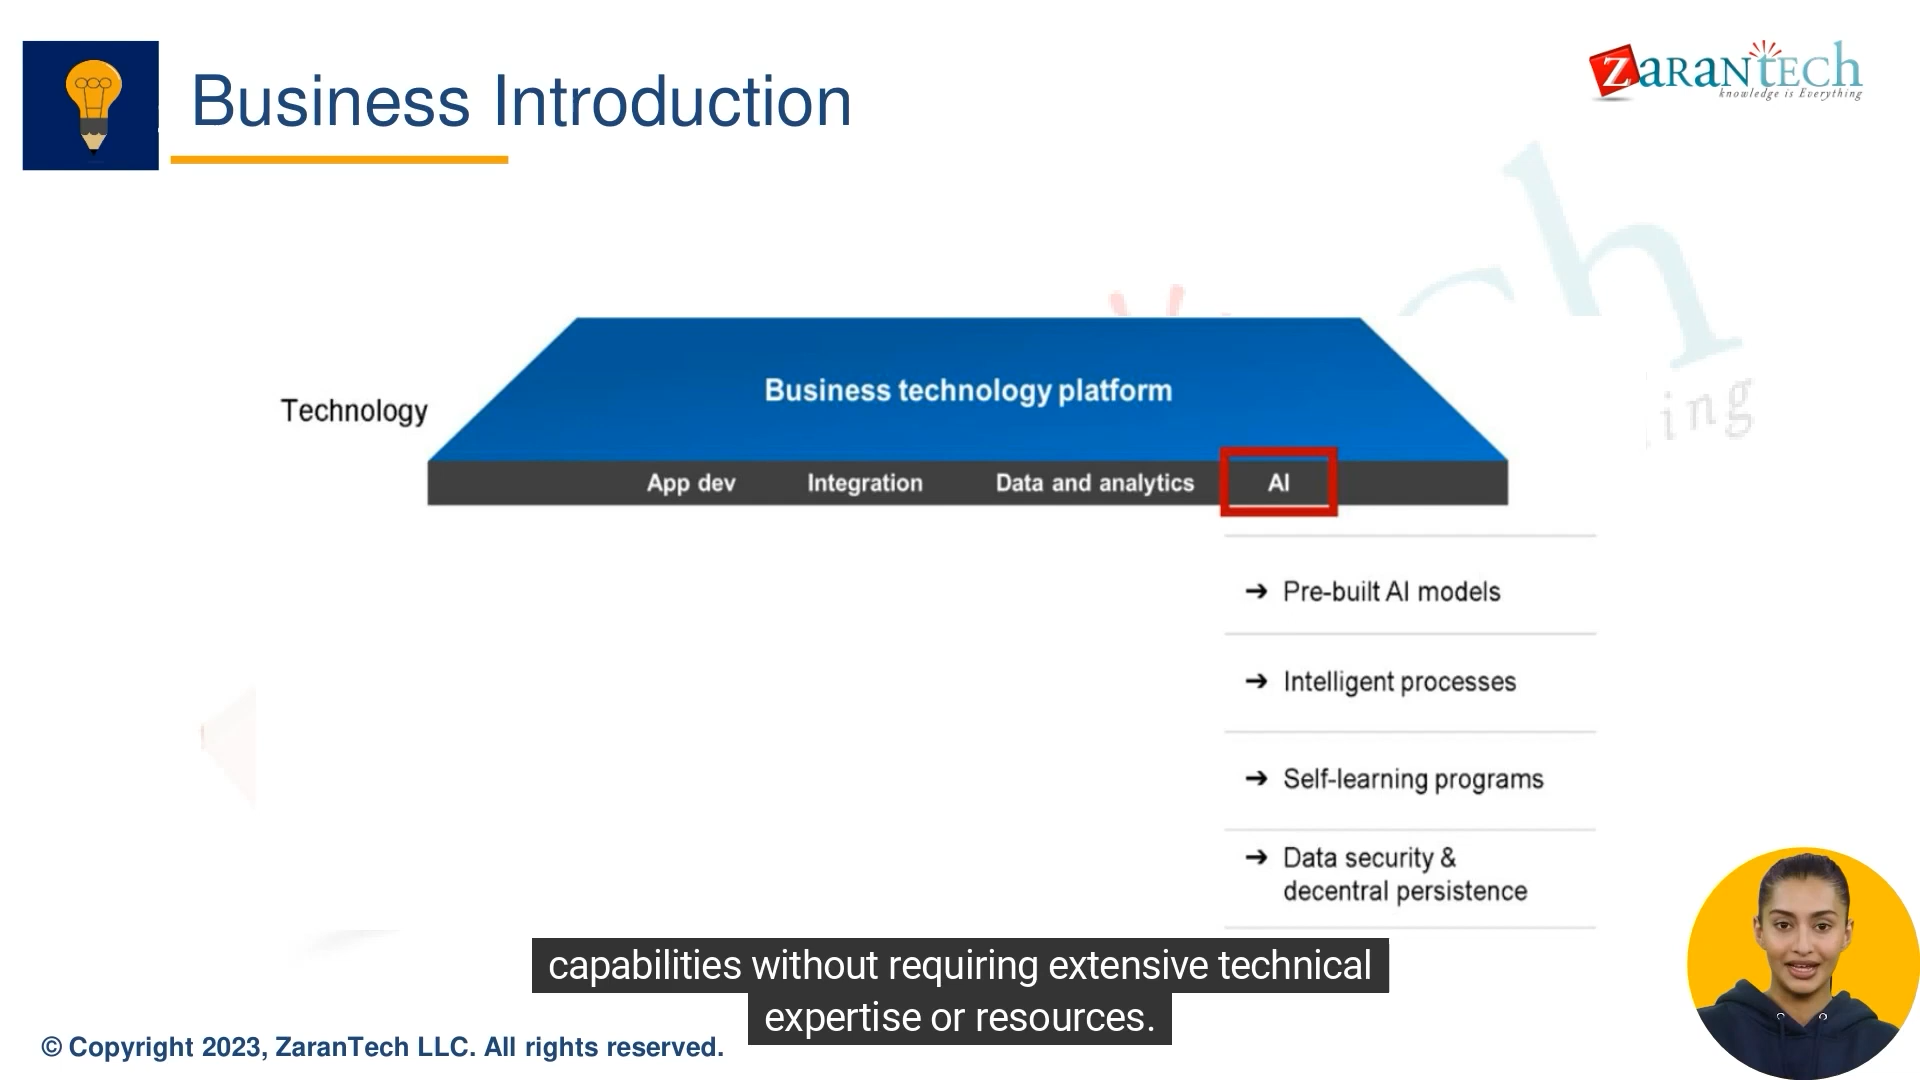 Business Introduction
ZARANTECH
knowledge is Everything
Business technology platform
Technology
App dev Integration Data and analytics AI
➔ Pre-built AI models
➔ Intelligent processes
➔ Self-learning programs
➔ Data security &
decentral persistence
capabilities without requiring extensive technical
expertise or resources.
© Copyright 2023, ZaranTech LLC. All rights reserved.
ch
ing